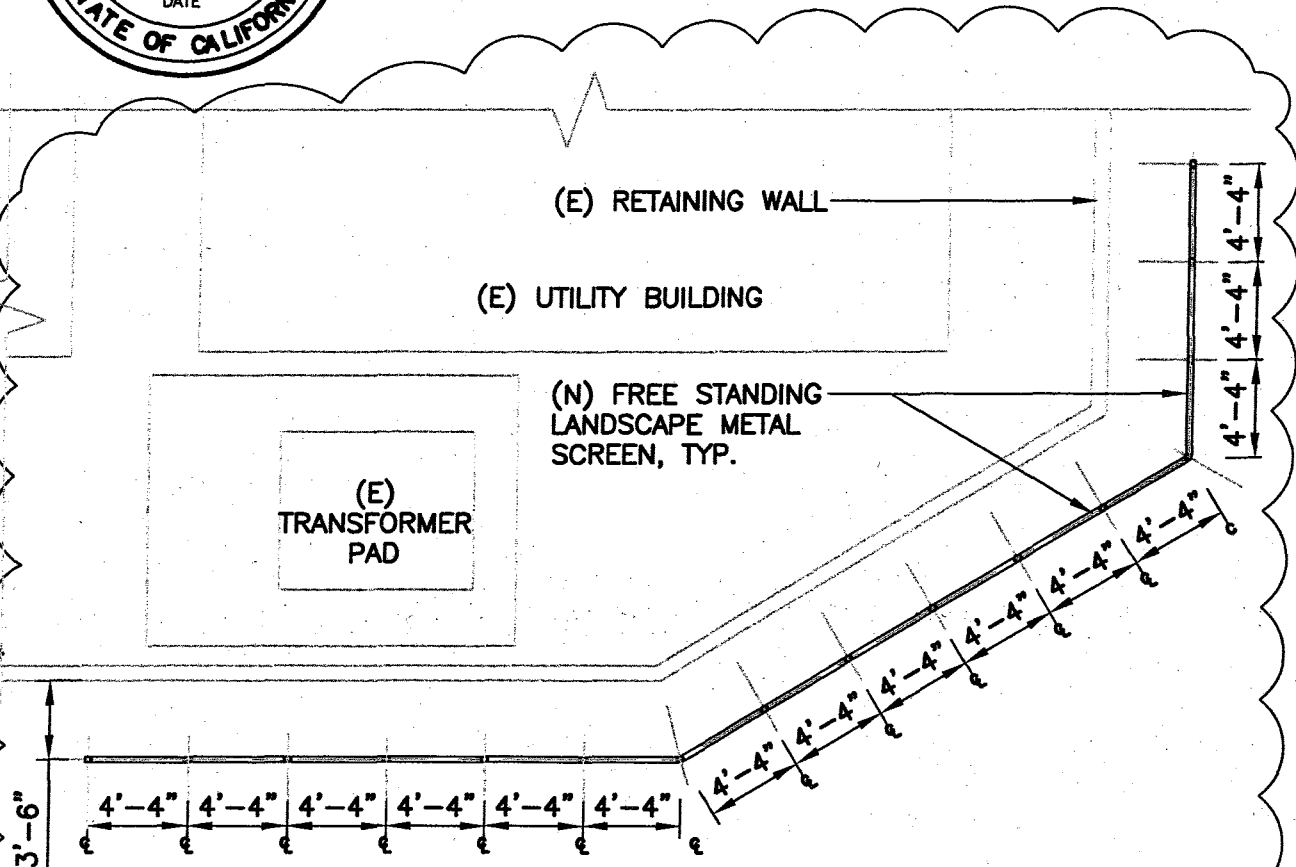 DATE
ATE OF CALIFORN
(E) RETAINING WALL
4'-4"
4'-4"
4'-4"
(E) UTILITY BUILDING
(N) FREE STANDING
LANDSCAPE METAL
SCREEN, TYP.
(E)
TRANSFORMER
PAD
4'-4"
4'-4"
4'-4"
4'-4"
4'-4"
4'-4"
4'-4" 4'-4" 4'-4" 4'-4" 4'-4" 4'-4"
3'-6"